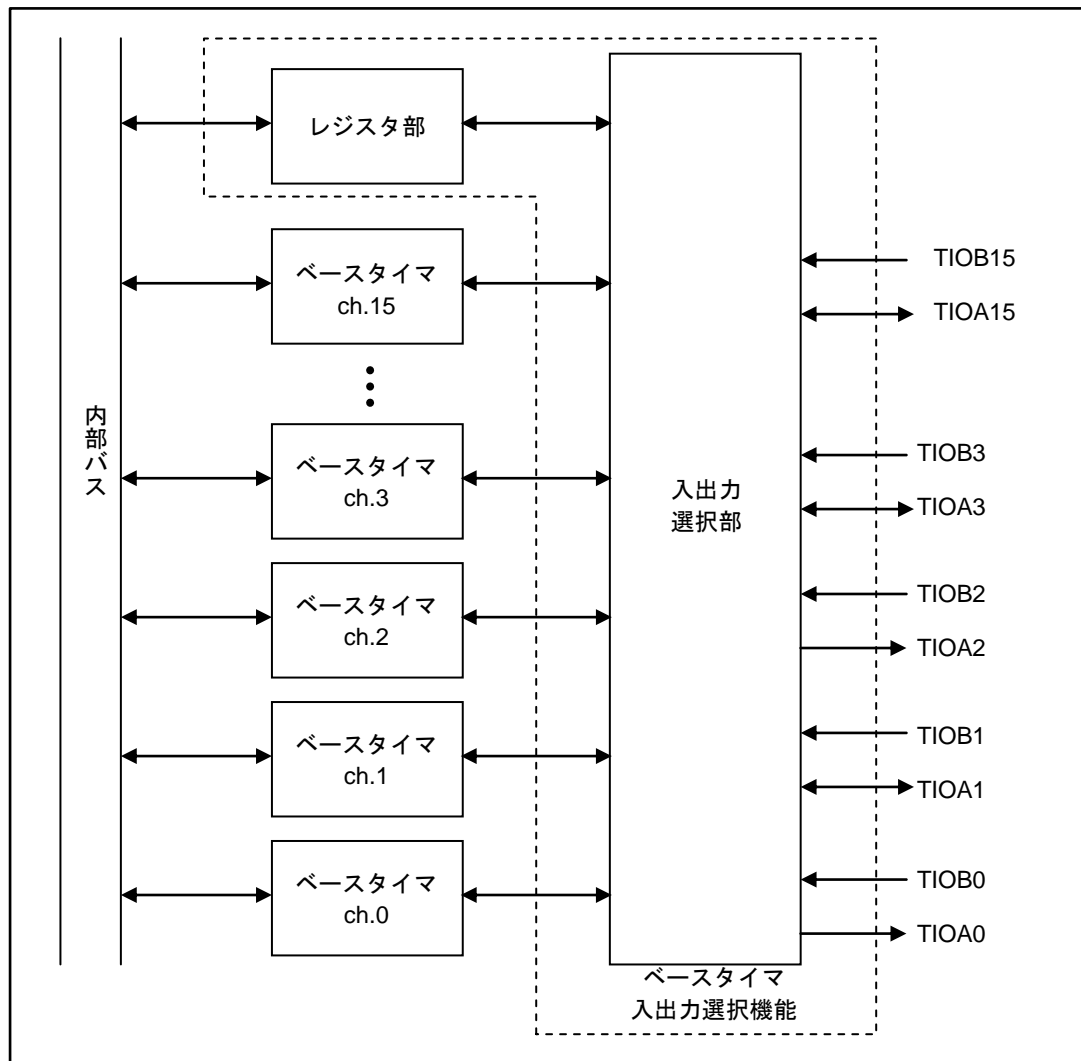 レジスタ部
ベースタイマ
ch.15
TIOB15
TIOA15
内部バス
ベースタイマ
ch.3
入出力
選択部
TIOB3
TIOA3
ベースタイマ
ch.2
TIOB2
TIOA2
ベースタイマ
ch.1
TIOB1
TIOA1
ベースタイマ
ch.0
TIOB0
TIOA0
ベースタイマ
入出力選択機能